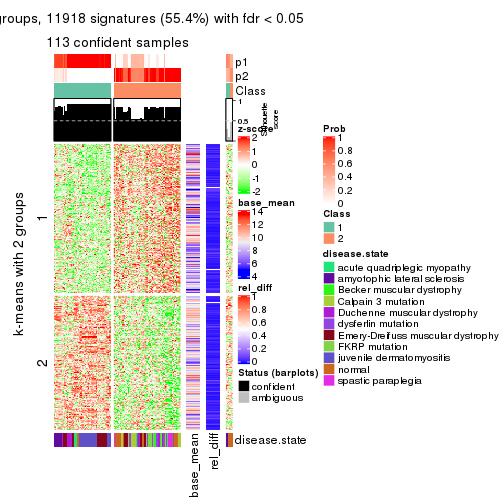 groups, 11918 signatures (55.4%) with fdr < 0.05
113 confident samples
p1
p2
Class
1
0.5
0
Silhouette
score
k-means with 2 groups
1
2
base_mean
rel_diff
disease.state
z-score
2
1
0
-1
-2
base_mean
14
12
10
8
6
4
rel_diff
1
0.8
0.6
0.4
0.2
0
Status (barplots)
confident
ambiguous
Prob
1
0.8
0.6
0.4
0.2
0
Class
1
2
disease.state
acute quadriplegic myopathy
amyotophic lateral sclerosis
Becker muscular dystrophy
Calpain 3 mutation
Duchenne muscular dystrophy
dysferlin mutation
Emery-Dreifuss muscular dystrophy
FKRP mutation
juvenile dermatomyositis
normal
spastic paraplegia